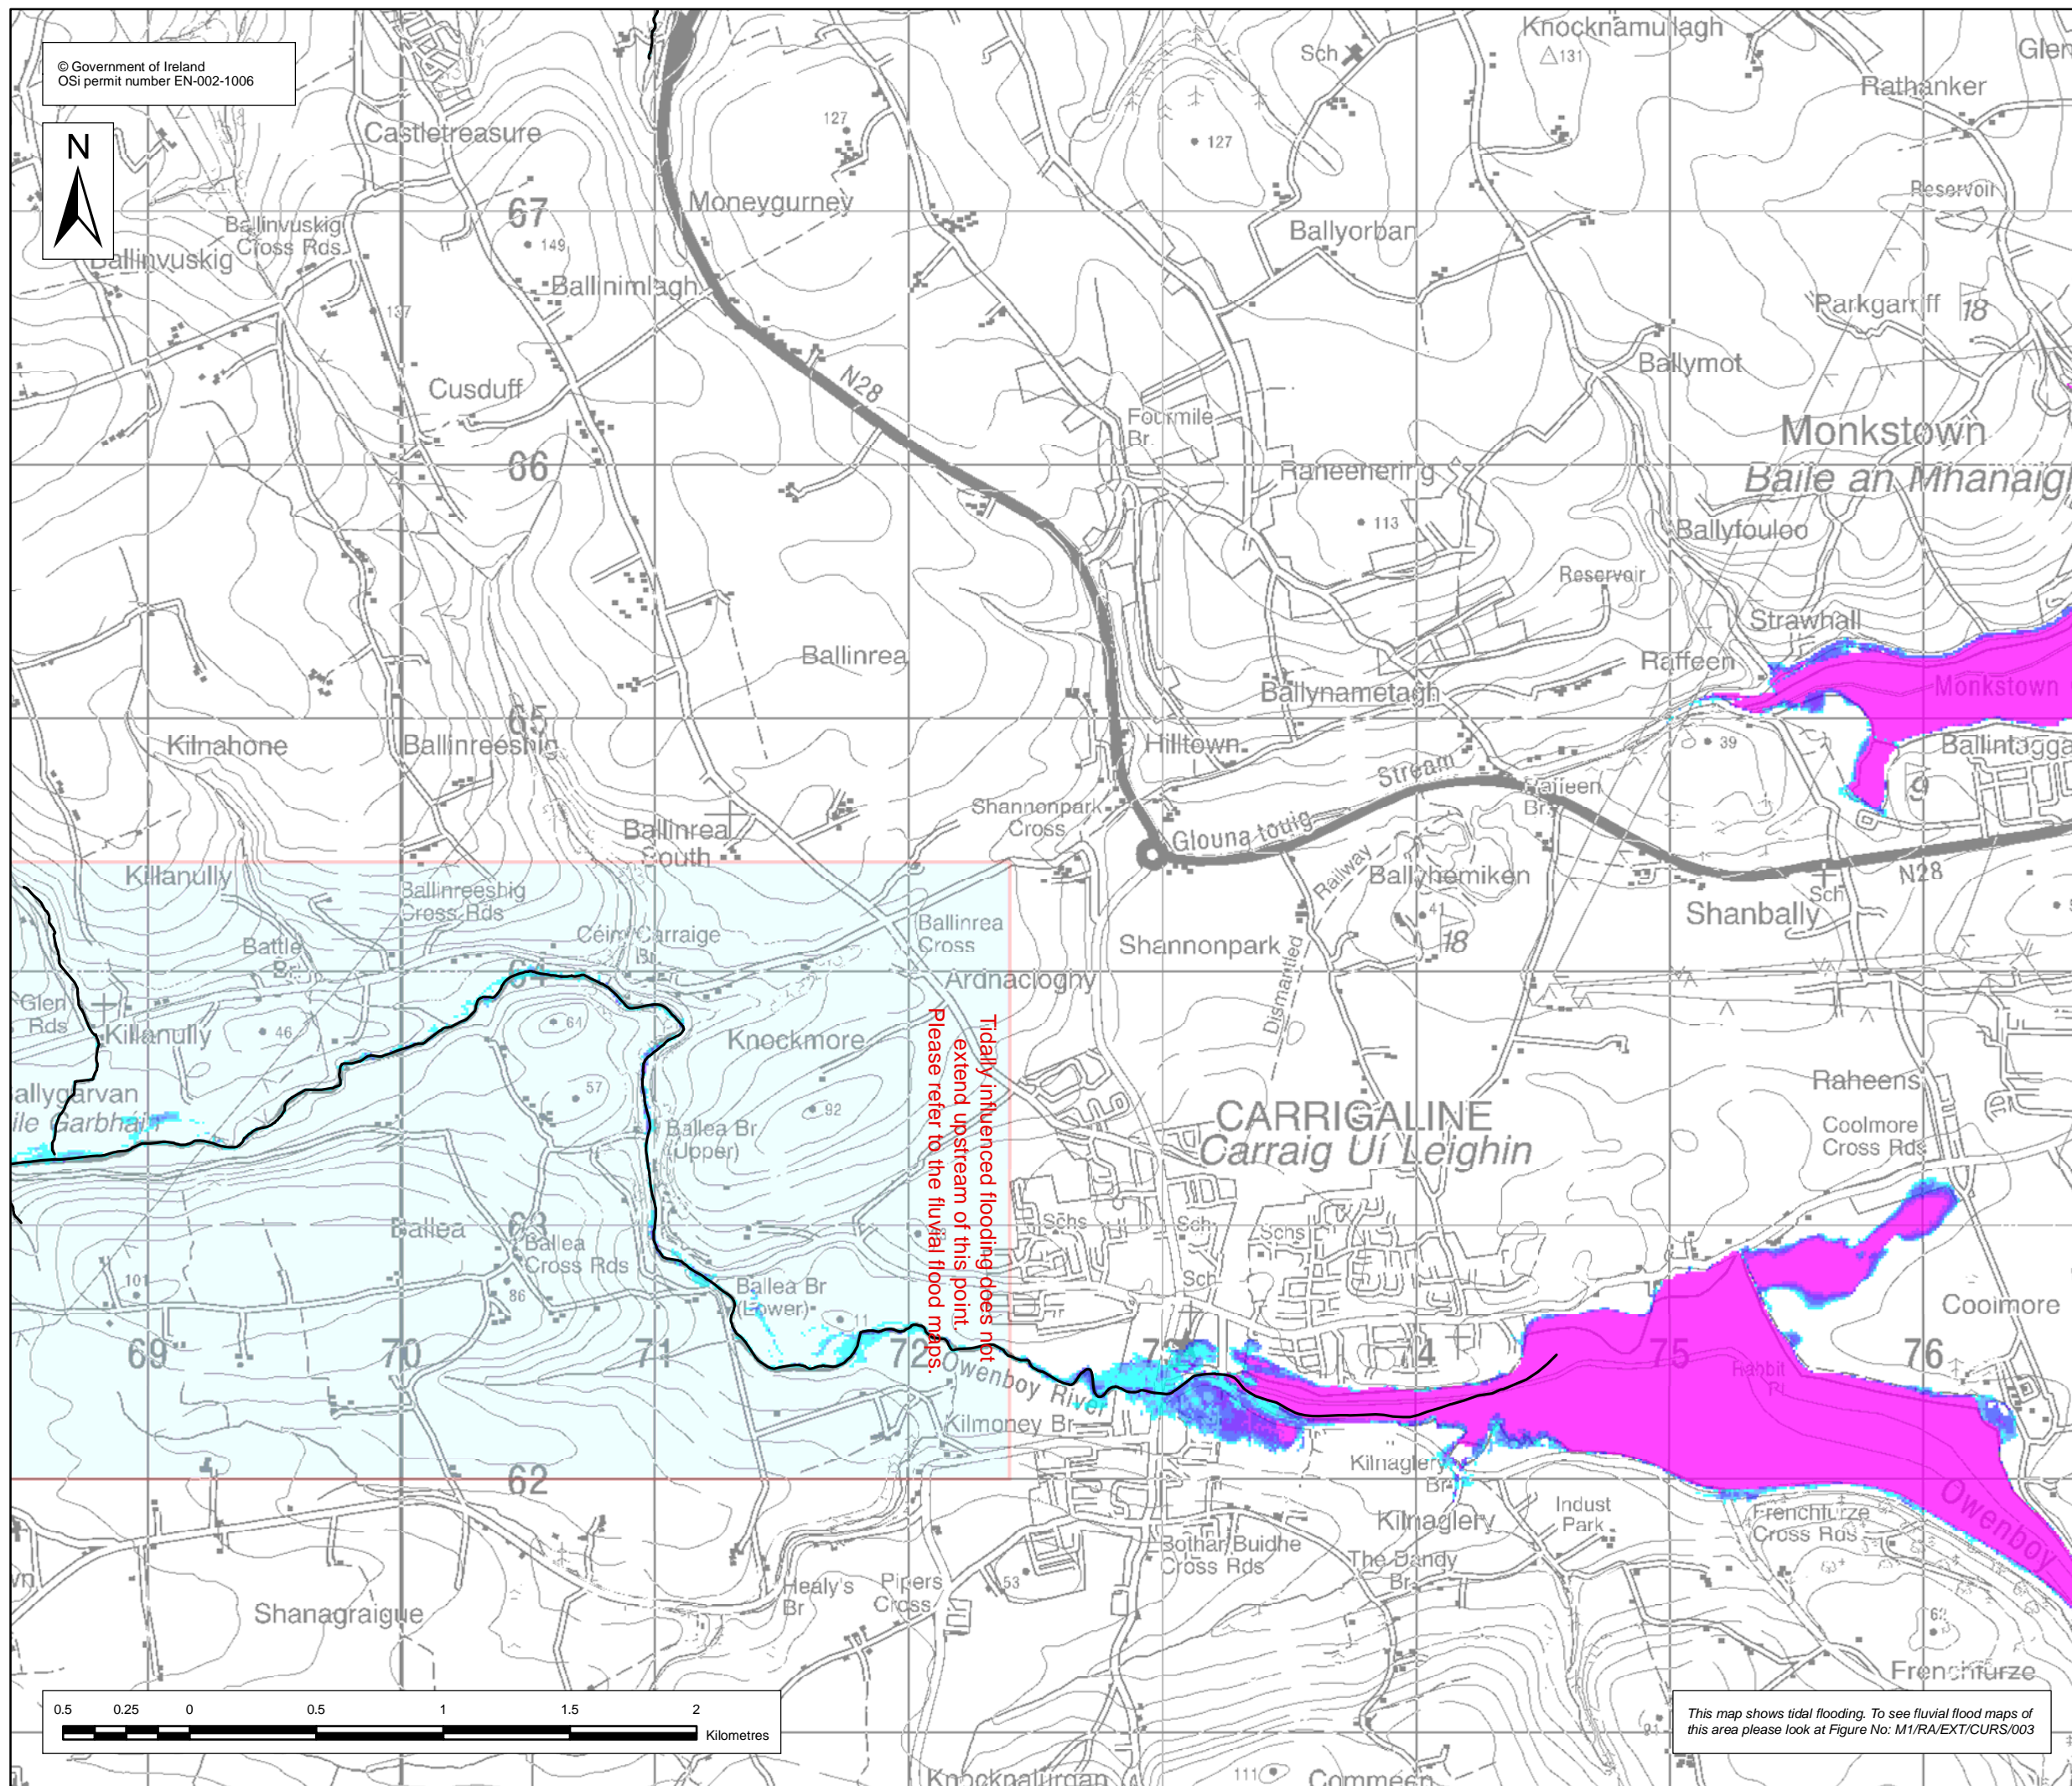 © Government of Ireland
OSi permit number EN-002-1006
N
Knocknamullagh
131
Sch
Rathanker
Castletreasure
127
127
Moneygurney
Reservoir
67
Ballinvuskig
Cross Rds
149
Ballyorban
Ballinvuskig
Ballinimlagh
137
Parkgarriff
18
N28
Ballymot
Cusduff
Fourmile
Br
Monkstown
66
Raheenering
113
Ballyfouloo
Reservoir
Strawhall
Ballinrea
Raffeen
Ballynametagh
Monkstown
65
Kilnahone
Ballinreeshig
Hilltown
39
Stream
Raffeen
Br
9
Shannonpark
Cross
Ballinrea
South
Glounatouig
Railway
Ballyhemiken
N28
Killanully
Ballinreeshig
Cross Rds
41
Sch
Shanbally
Ballinrea
Cross
Battle
Br
Céim Carraige
Br
Shannonpark
18
64
Ardnaclogny
Glen
Rds
Killanully
46
64
Knockmore
Dismantled
Tidally influenced flooding does not
extend upstream of this point.
Please refer to the fluvial flood maps.
57
92
Raheens
CARRIGALINE
Carraig Uí Leighin
Coolmore
Cross Rds
Ballea Br
(Upper)
Schs
Sch
Schs
63
Ballea
Ballea
Cross Rds
Sch
101
86
Ballea Br
(Lower)
11
Coolmore
69
70
71
72
73
74
75
76
Owenboy River
Rabbit
Kilmoney Br
Kilnaglery
Br
62
Owenboy
Indust
Park
Kilnaglery
Frenchfurze
Cross Rds
Bothar Buidhe
Cross Rds
The Dandy
Br
Healy's
Br
Pipers
Cross
53
Shanagraigue
62
Frenchfurze
0.5 0.25 0 0.5 1 1.5 2
Kilometres
This map shows tidal flooding. To see fluvial flood maps of
this area please look at Figure No: M1/RA/EXT/CURS/003
91
111